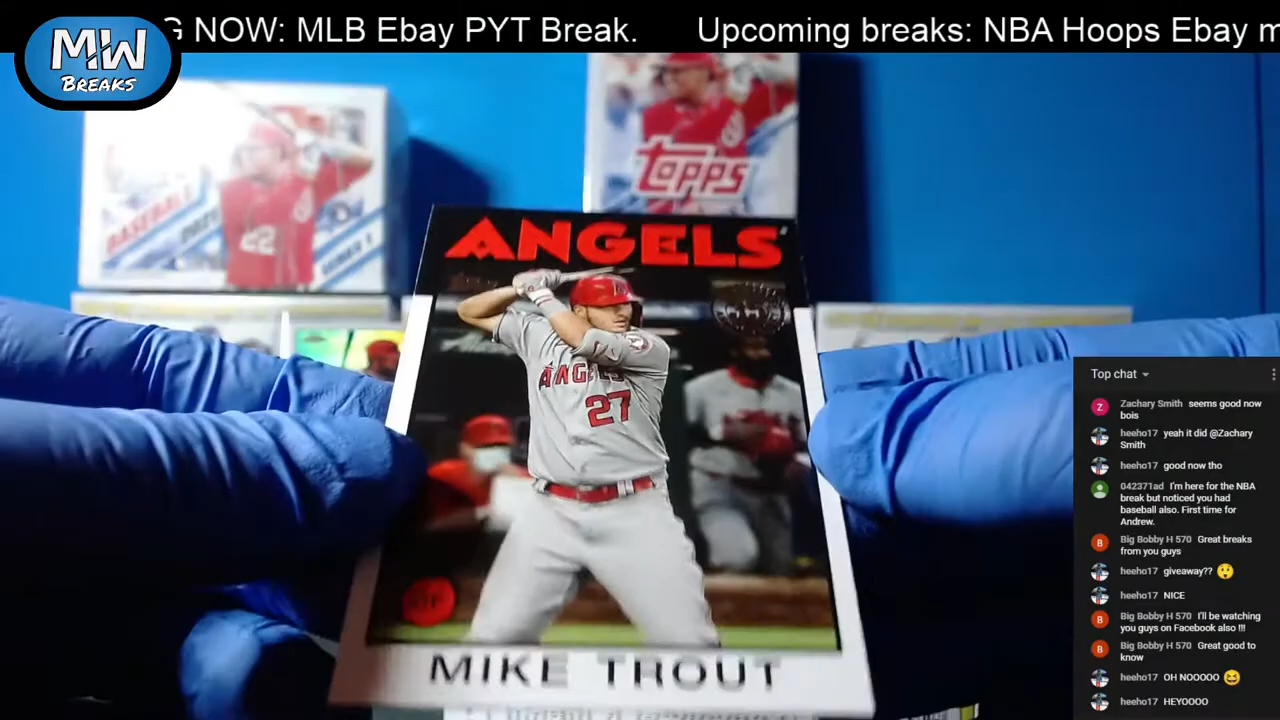 G NOW: MLB Ebay PYT Break.
Upcoming breaks: NBA Hoops Ebay m
MW
BREAKS
BASEBALL
22
SERIES 2
TOPPS
ANGELS
ANGELS
27
MIKE TROUT
Top chat
Z
Zachary Smith seems good now
bois
heeho17 yeah it did @Zachary
Smith
heeho17 good now tho
042371ad I'm here for the NBA
break but noticed you had
baseball also. First time for
Andrew.
B
Big Bobby H 570 Great breaks
from you guys
heeho17 giveaway?? 😲
heeho17 NICE
B
Big Bobby H 570 I'll be watching
you guys on Facebook also !!!
B
Big Bobby H 570 Great good to
know
heeho17 OH NOOOOO 😆
heeho17 HEYOOOO